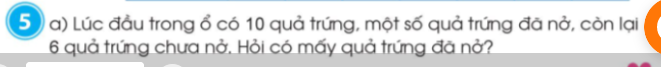 5 a) Lúc đầu trong ổ có 10 quả trứng, một số quả trứng đã nở, còn lại
6 quả trứng chưa nở. Hỏi có mấy quả trứng đã nở?